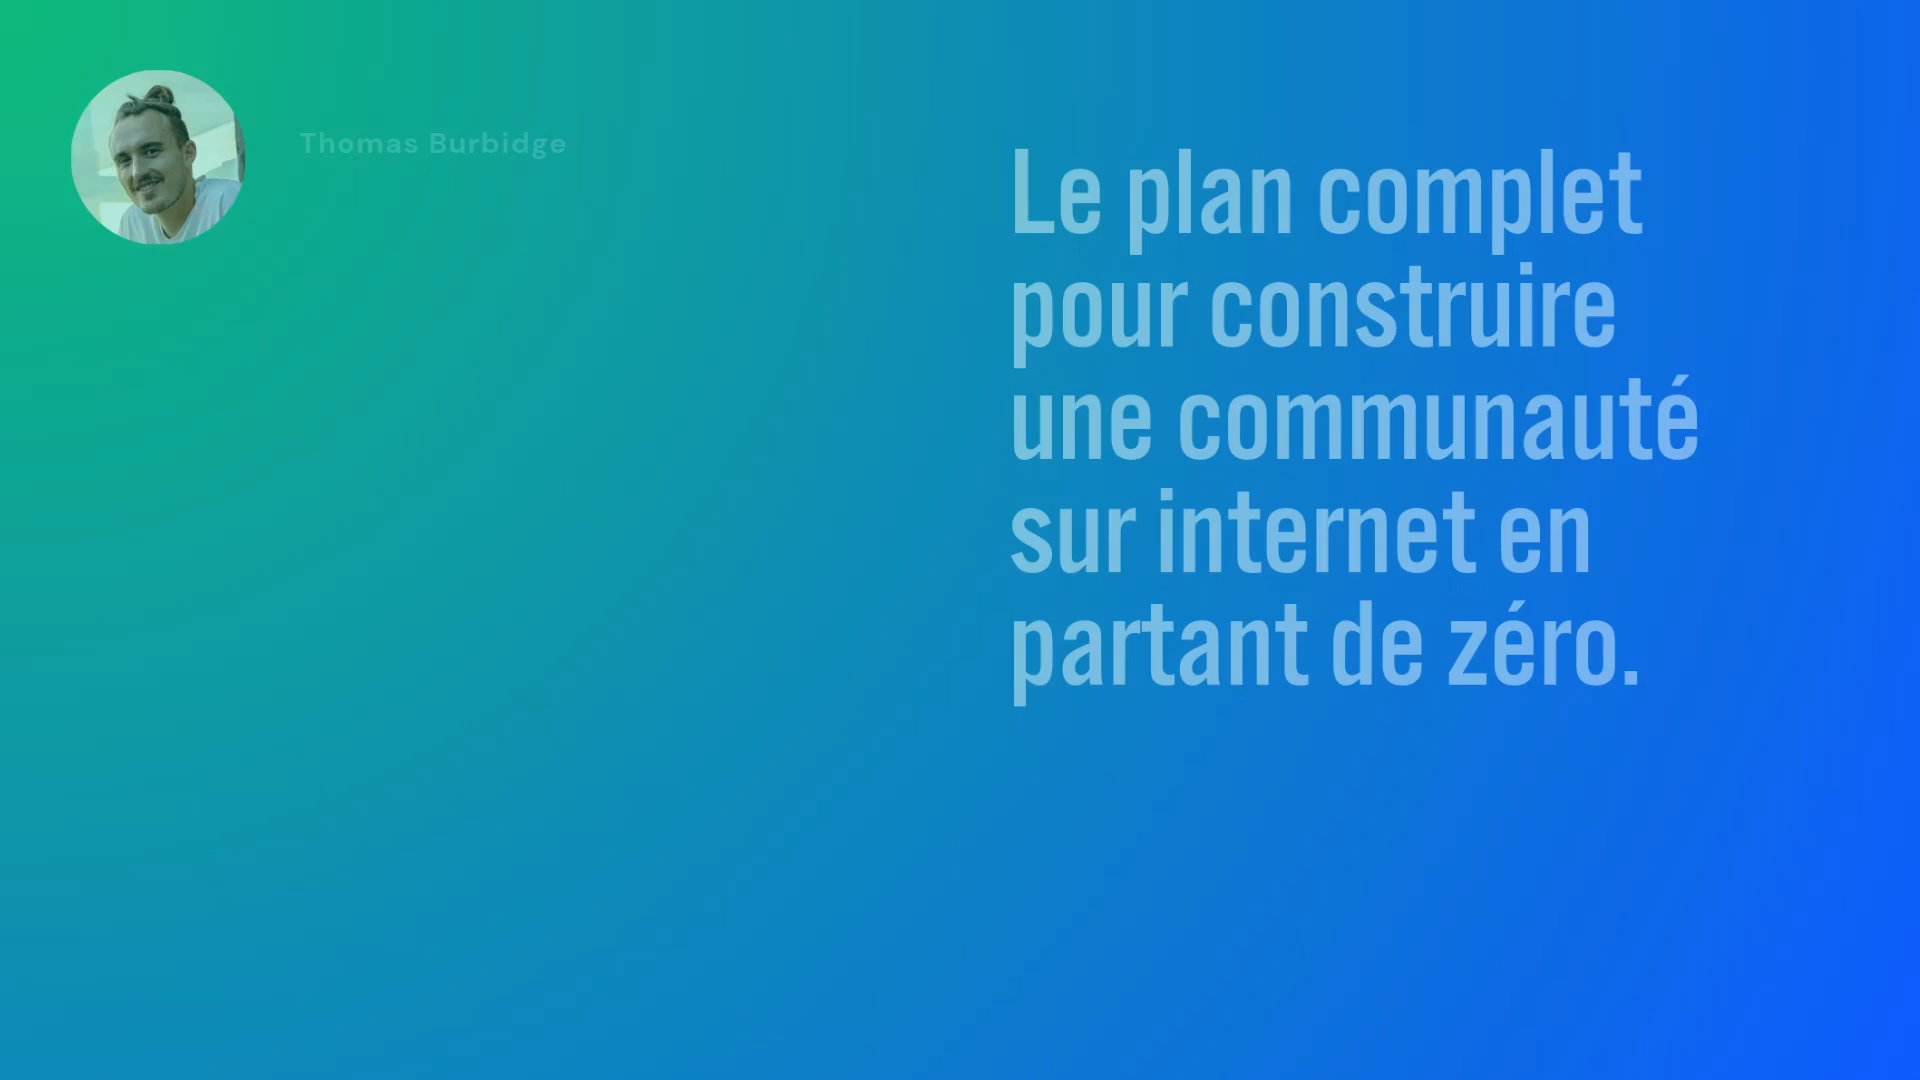 Thomas Burbidge
Le plan complet
pour construire
une communauté
sur internet en
partant de zéro.